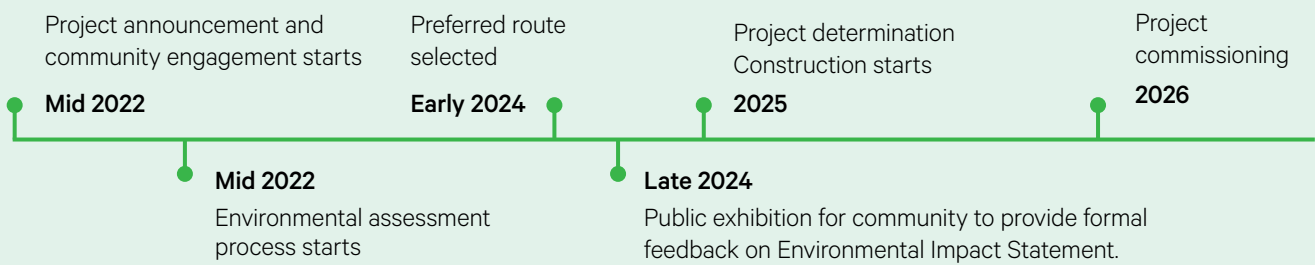 Project announcement and
community engagement starts
Mid 2022
Mid 2022
Environmental assessment
process starts
Preferred route
selected
Early 2024
Late 2024
Public exhibition for community to provide formal
feedback on Environmental Impact Statement.
Project determination
Construction starts
2025
Project
commissioning
2026